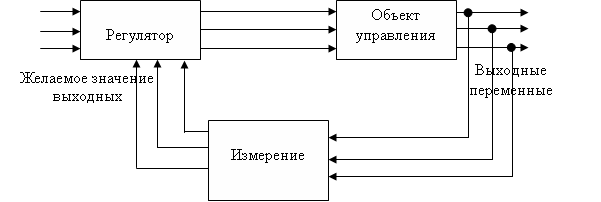 Регулятор
Объект
управления
Желаемое значение
выходных
Выходные
переменные
Измерение